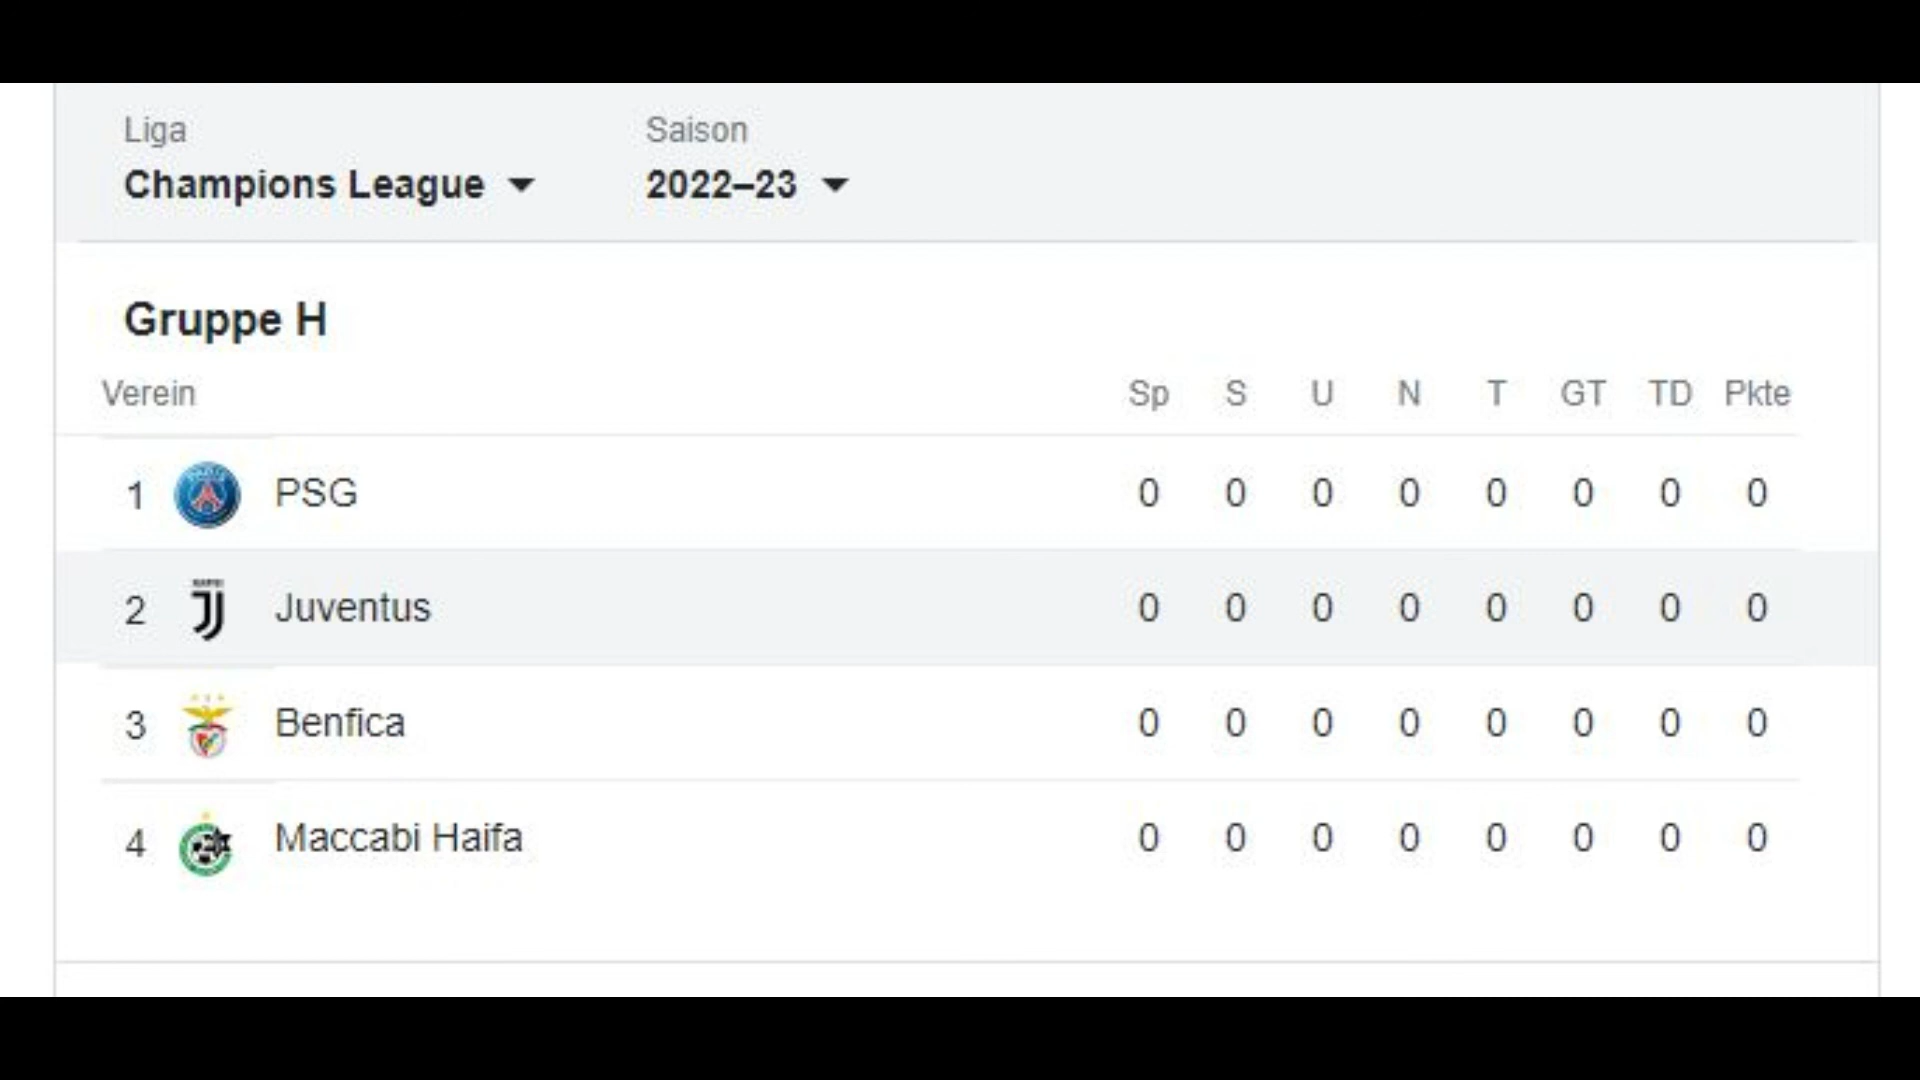 Liga Saison
Champions League 2022–23
Gruppe H
Verein Sp S U N T GT TD Pkte
1 PSG 0 0 0 0 0 0 0 0
2 Juventus 0 0 0 0 0 0 0 0
3 Benfica 0 0 0 0 0 0 0 0
4 Maccabi Haifa 0 0 0 0 0 0 0 0